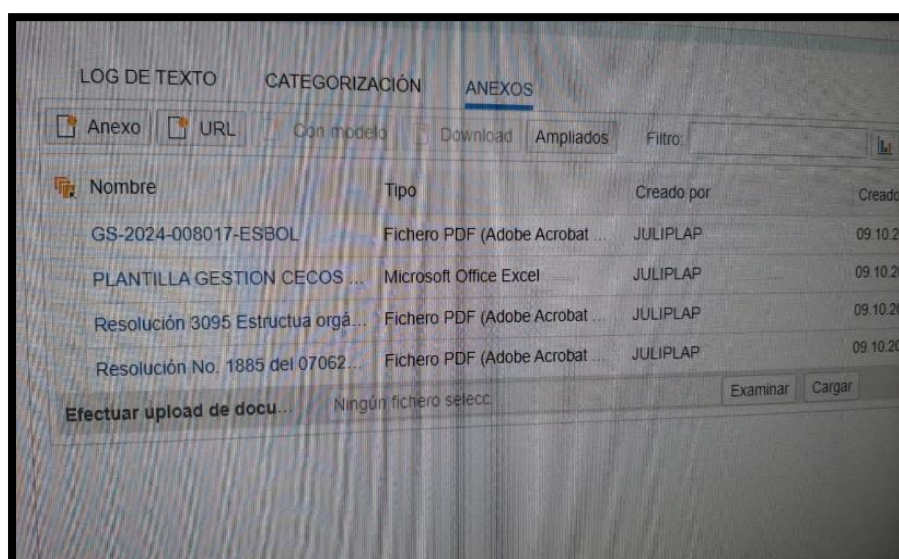 LOG DE TEXTO CATEGORIZACIÓN ANEXOS
Anexo URL Con modelo Download Ampliados Filtro:
Nombre Tipo Creado por Creado
GS-2024-008017-ESBOL Fichero PDF (Adobe Acrobat ... JULIPLAP 09.10.2
PLANTILLA GESTION CECOS ... Microsoft Office Excel JULIPLAP 09.10.20
Resolución 3095 Estructua orgá... Fichero PDF (Adobe Acrobat ... JULIPLAP 09.10.20
Resolución No. 1885 del 07062... Fichero PDF (Adobe Acrobat ... JULIPLAP 09.10.20
Efectuar upload de docu... Ningún fichero selecc. Examinar Cargar